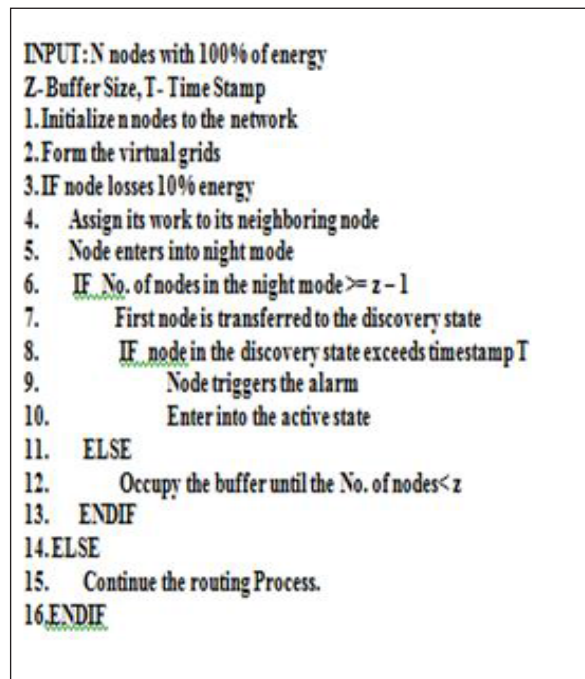 INPUT: N nodes with 100% of energy
Z- Buffer Size, T- Time Stamp
1. Initialize n nodes to the network
2. Form the virtual grids
3. IF node losses 10% energy
4. Assign its work to its neighboring node
5. Node enters into night mode
6. IF No. of nodes in the night mode >= z – 1
7. First node is transferred to the discovery state
8. IF node in the discovery state exceeds timestamp T
9. Node triggers the alarm
10. Enter into the active state
11. ELSE
12. Occupy the buffer until the No. of nodes< z
13. ENDIF
14. ELSE
15. Continue the routing Process.
16.ENDIF